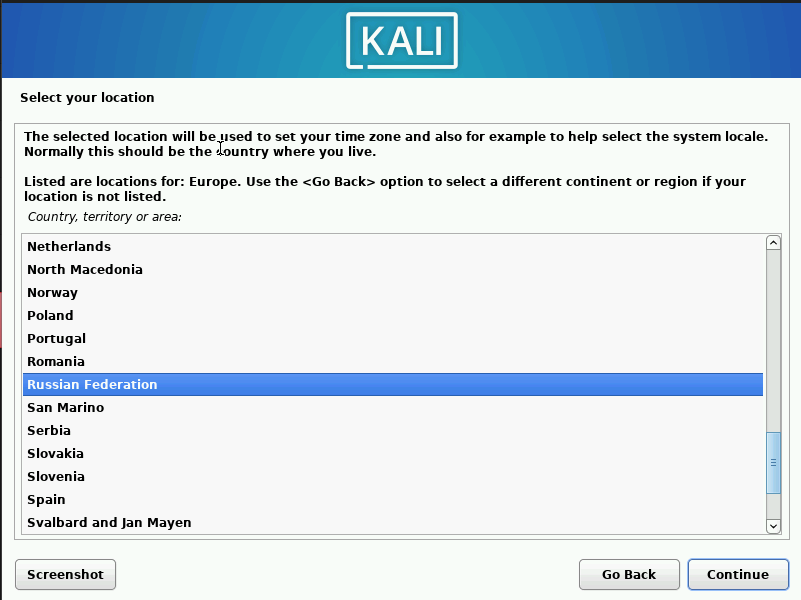 KALI
Select your location
The selected location will be used to set your time zone and also for example to help select the system locale.
Normally this should be the country where you live.
Listed are locations for: Europe. Use the <Go Back> option to select a different continent or region if your
location is not listed.
Country, territory or area:
Netherlands
North Macedonia
Norway
Poland
Portugal
Romania
Russian Federation
San Marino
Serbia
Slovakia
Slovenia
Spain
Svalbard and Jan Mayen
Screenshot
Go Back
Continue